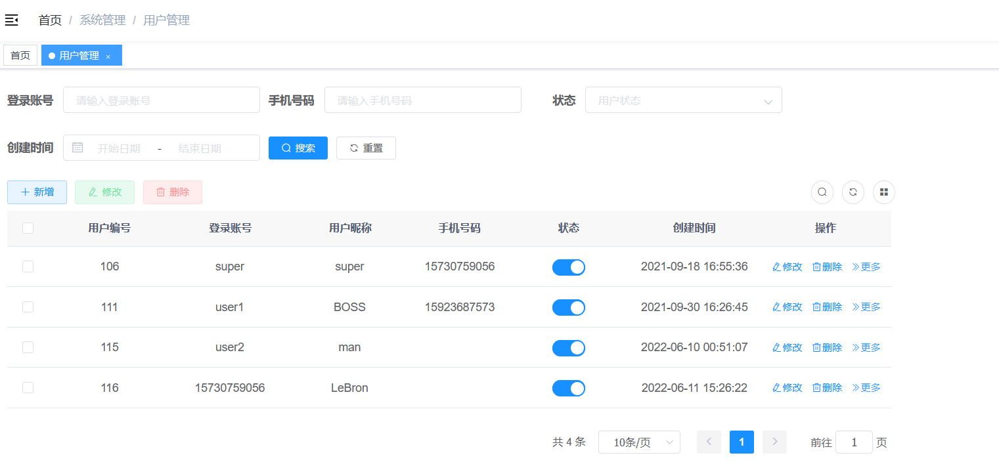 首页 / 系统管理 / 用户管理
首页 用户管理 ×
登录账号 请输入登录账号 手机号码 请输入手机号码 状态 用户状态
创建时间 开始日期 - 结束日期 搜索 重置
新增 修改 删除
用户编号 登录账号 用户昵称 手机号码 状态 创建时间 操作
106 super super 15730759056 2021-09-18 16:55:36 修改 删除 更多
111 user1 BOSS 15923687573 2021-09-30 16:26:45 修改 删除 更多
115 user2 man 2022-06-10 00:51:07 修改 删除 更多
116 15730759056 LeBron 2022-06-11 15:26:22 修改 删除 更多
共 4 条 10条/页 1 前往 1 页